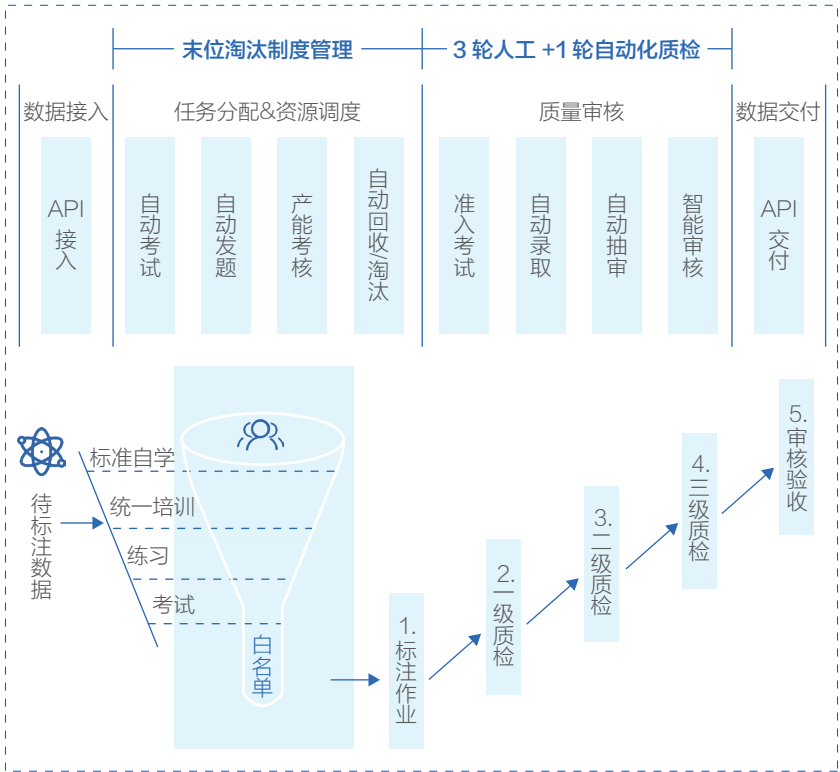 末位淘汰制度管理
3 轮人工 +1 轮自动化质检
数据接入
任务分配&资源调度
质量审核
数据交付
API
接入
自动考试
自动发题
产能考核
自动回收/淘汰
准入考试
自动录取
自动抽审
智能审核
API
交付
待标注数据
标准自学
统一培训
练习
考试
白名单
1.标注作业
2.一级质检
3.二级质检
4.三级质检
5.审核验收